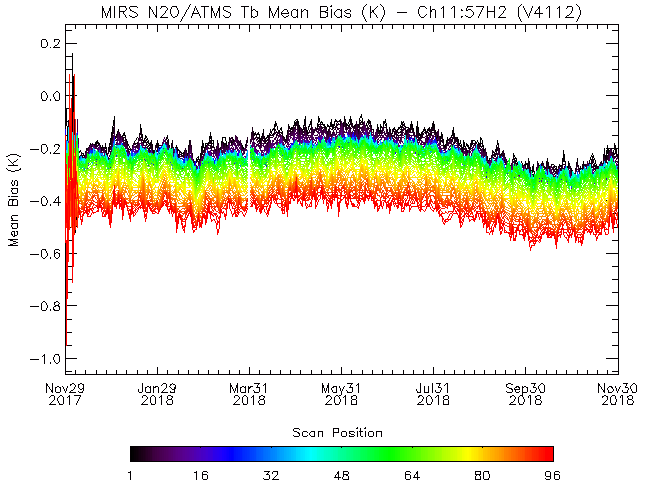 MIRS N20/ATMS Tb Mean Bias (K) – Ch11:57H2 (V4112)
Mean Bias (K)
0.2
0.0
−0.2
−0.4
−0.6
−0.8
−1.0
Nov29 Jan29 Mar31 May31 Jul31 Sep30 Nov30
2017 2018 2018 2018 2018 2018 2018
Scan Position
1 16 32 48 64 80 96